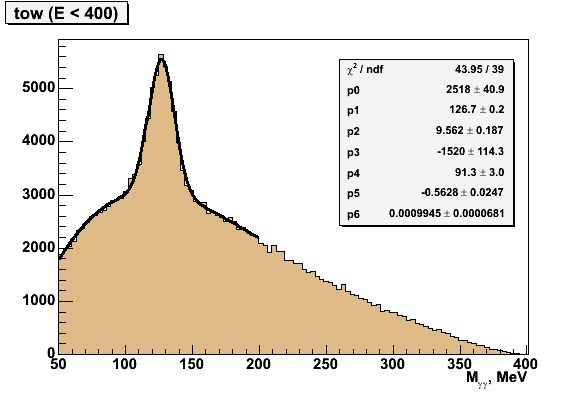 tow (E < 400)
χ² / ndf 43.95 / 39
p0 2518 ± 40.9
p1 126.7 ± 0.2
p2 9.562 ± 0.187
p3 -1520 ± 114.3
p4 91.3 ± 3.0
p5 -0.5628 ± 0.0247
p6 0.0009945 ± 0.0000681
5000
4000
3000
2000
1000
0
50 100 150 200 250 300 350 400
Mγγ, MeV